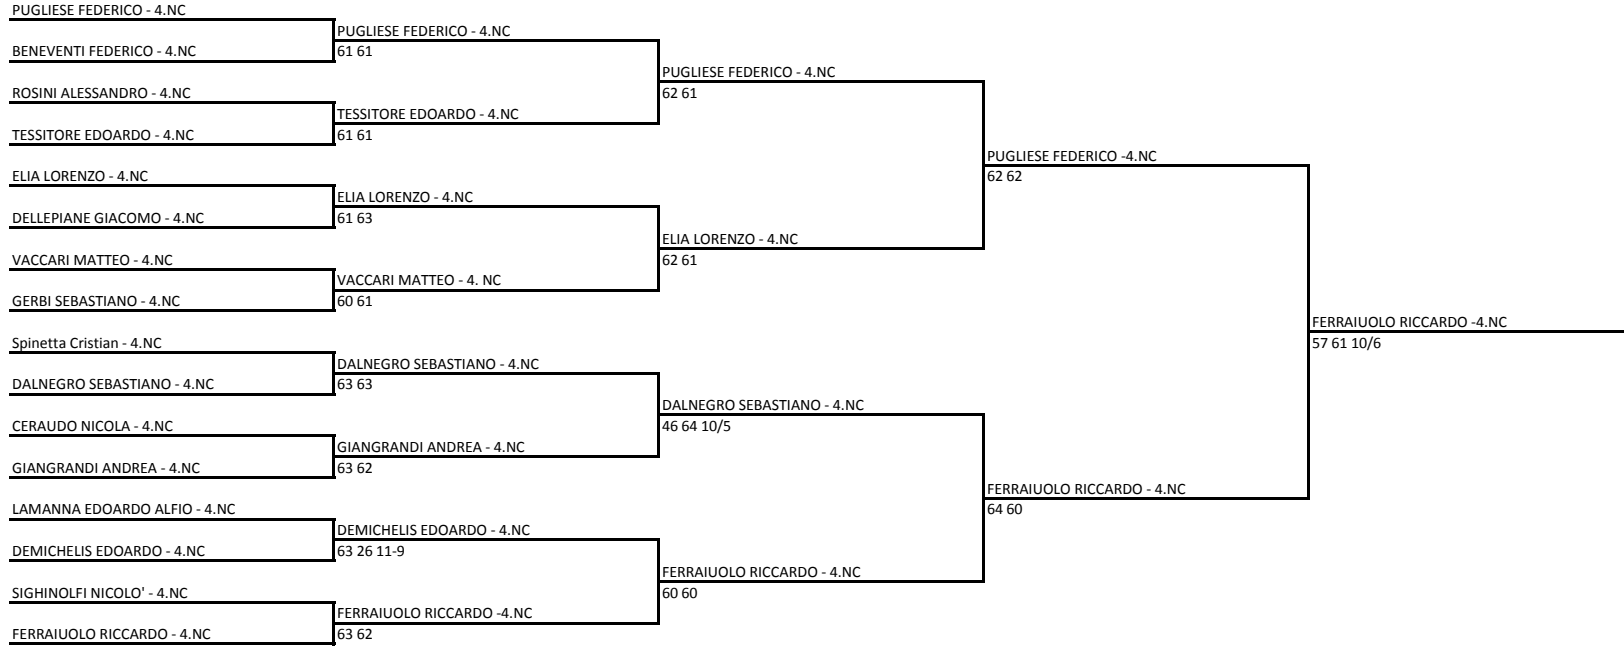 PUGLIESE FEDERICO - 4.NC
PUGLIESE FEDERICO - 4.NC
BENEVENTI FEDERICO - 4.NC
61 61
PUGLIESE FEDERICO - 4.NC
ROSINI ALESSANDRO - 4.NC
62 61
TESSITORE EDOARDO - 4.NC
TESSITORE EDOARDO - 4.NC
61 61
PUGLIESE FEDERICO -4.NC
ELIA LORENZO - 4.NC
62 62
ELIA LORENZO - 4.NC
DELLEPIANE GIACOMO - 4.NC
61 63
ELIA LORENZO - 4.NC
VACCARI MATTEO - 4.NC
62 61
VACCARI MATTEO - 4. NC
GERBI SEBASTIANO - 4.NC
60 61
FERRAIUOLO RICCARDO -4.NC
Spinetta Cristian - 4.NC
57 61 10/6
DALNEGRO SEBASTIANO - 4.NC
DALNEGRO SEBASTIANO - 4.NC
63 63
DALNEGRO SEBASTIANO - 4.NC
CERAUDO NICOLA - 4.NC
46 64 10/5
GIANGRANDI ANDREA - 4.NC
GIANGRANDI ANDREA - 4.NC
63 62
FERRAIUOLO RICCARDO - 4.NC
LAMANNA EDOARDO ALFIO - 4.NC
64 60
DEMICHELIS EDOARDO - 4.NC
DEMICHELIS EDOARDO - 4.NC
63 26 11-9
FERRAIUOLO RICCARDO - 4.NC
SIGHINOLFI NICOLO' - 4.NC
60 60
FERRAIUOLO RICCARDO -4.NC
FERRAIUOLO RICCARDO - 4.NC
63 62